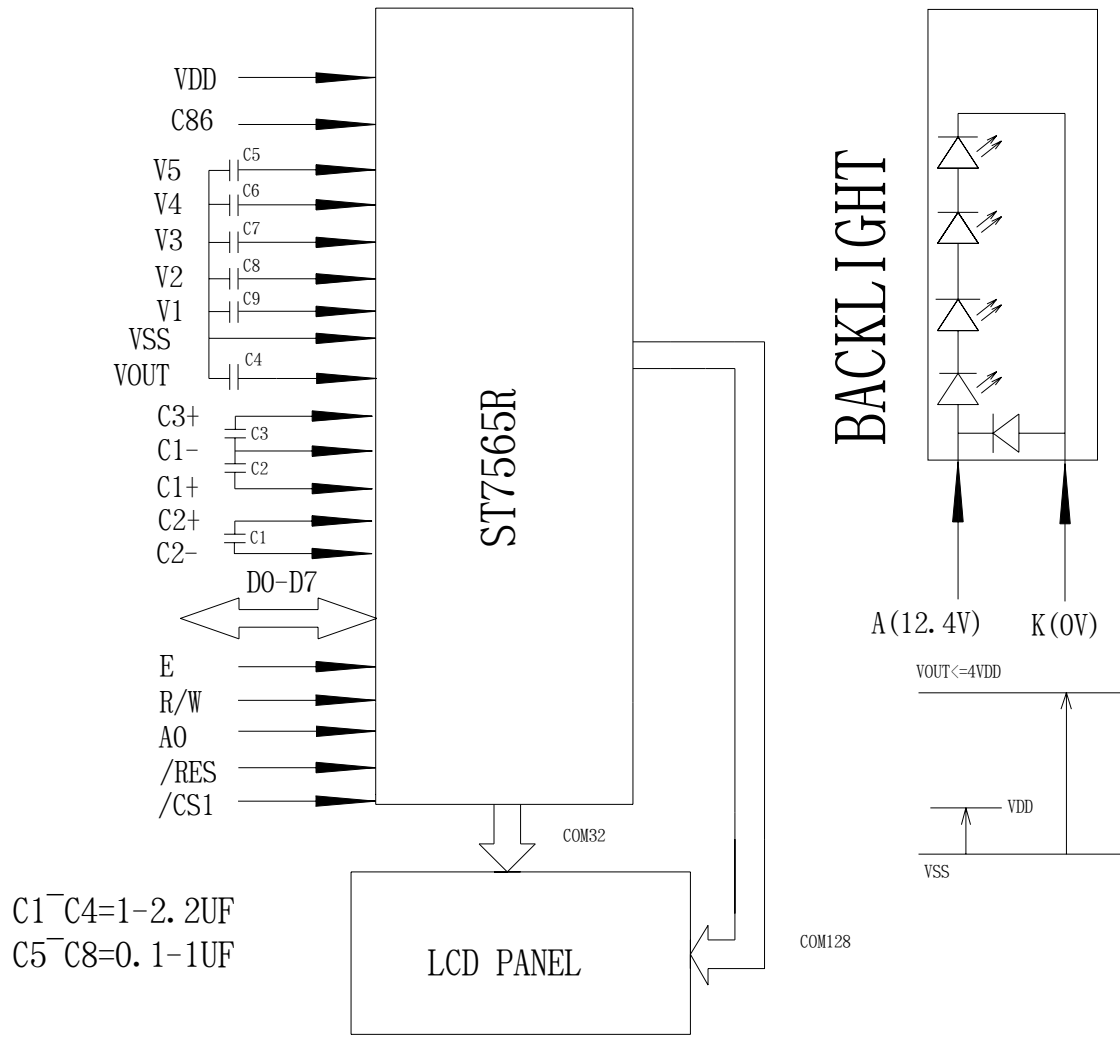 VDD
C86
V5
C5
V4
C6
V3
C7
V2
C8
V1
C9
VSS
VOUT
C4
C3+
C3
C1-
C2
C1+
C2+
C1
C2-
D0-D7
E
R/W
A0
/RES
/CS1
ST7565R
COM32
LCD PANEL
COM128
C1¯C4=1-2.2UF
C5¯C8=0.1-1UF
BACKLIGHT
A(12.4V)
K(0V)
VOUT<=4VDD
VDD
VSS